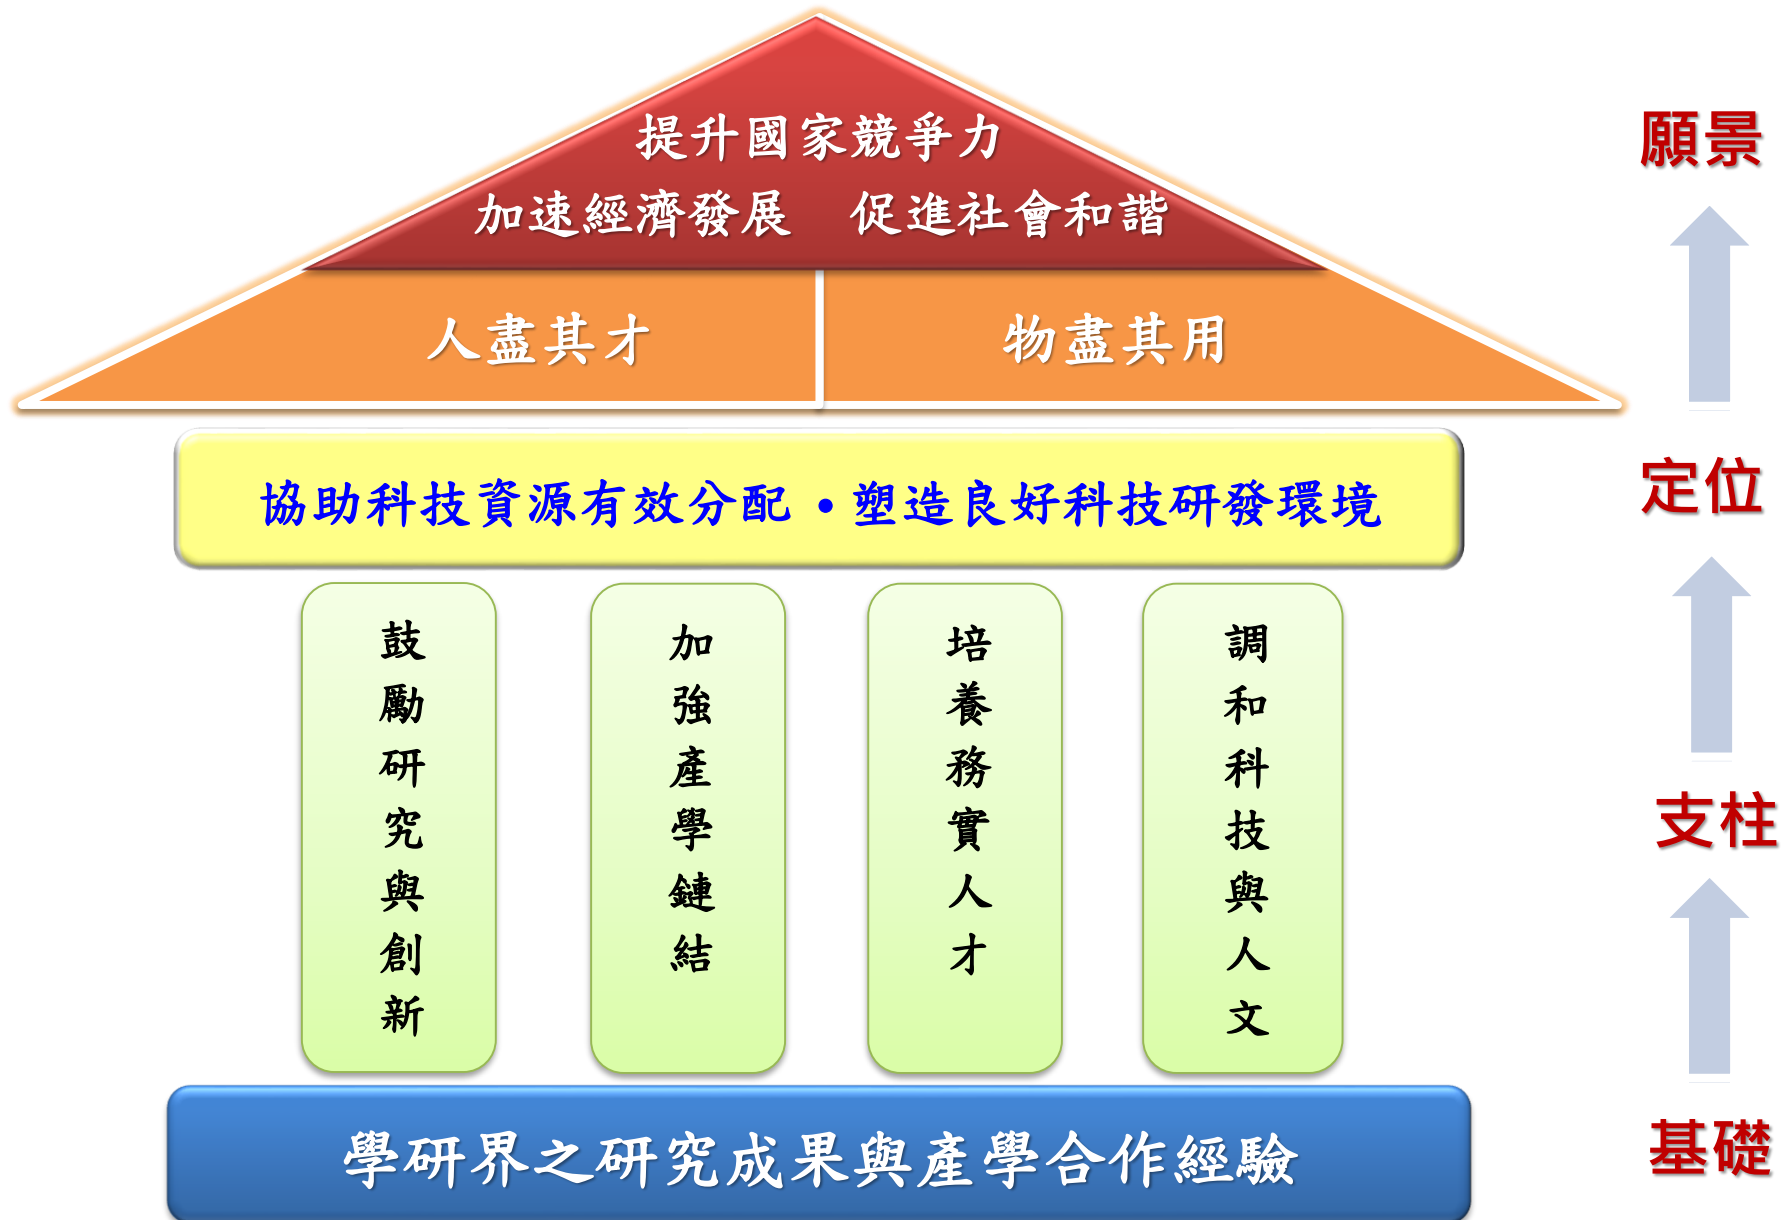 提升國家競爭力
加速經濟發展　促進社會和諧
願景
人盡其才
物盡其用
協助科技資源有效分配•塑造良好科技研發環境
定位
鼓勵研究與創新
加強產學鏈結
培養務實人才
調和科技與人文
支柱
學研界之研究成果與產學合作經驗
基礎